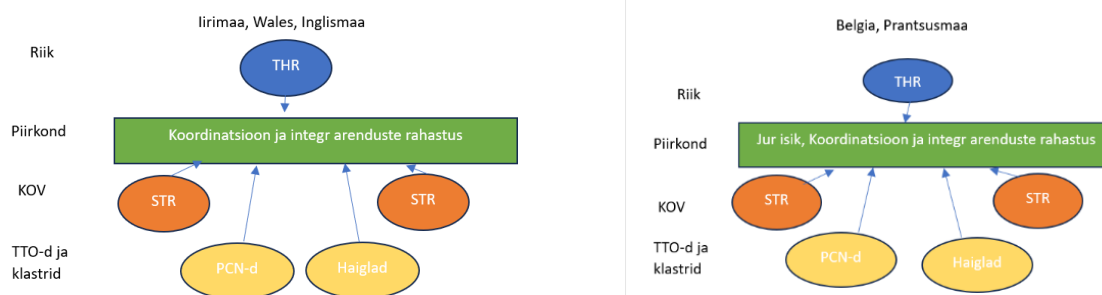 Iirimaa, Wales, Inglismaa
Riik
THR
Piirkond
Koordinatsioon ja integr arenduste rahastus
KOV
STR
STR
TTO-d ja
klastrid
PCN-d
Haiglad
Belgia, Prantsusmaa
Riik
THR
Piirkond
Jur isik, Koordinatsioon ja integr arenduste rahastus
KOV
STR
STR
TTO-d ja
klastrid
PCN-d
Haiglad